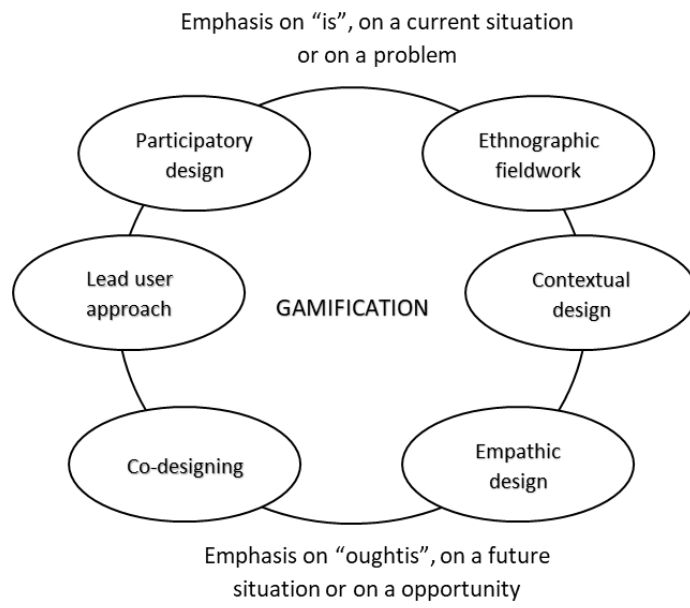 Emphasis on “is”, on a current situation
or on a problem
Participatory
design
Ethnographic
fieldwork
Lead user
approach
GAMIFICATION
Contextual
design
Co-designing
Empathic
design
Emphasis on “oughtis”, on a future
situation or on a opportunity